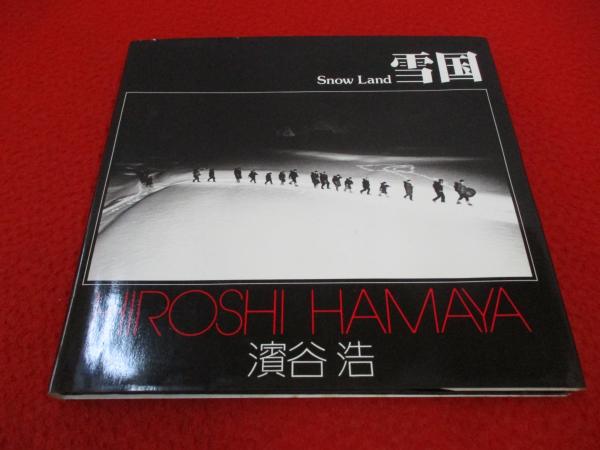 Snow Land 雪国
HIROSHI HAMAYA
濱谷 浩